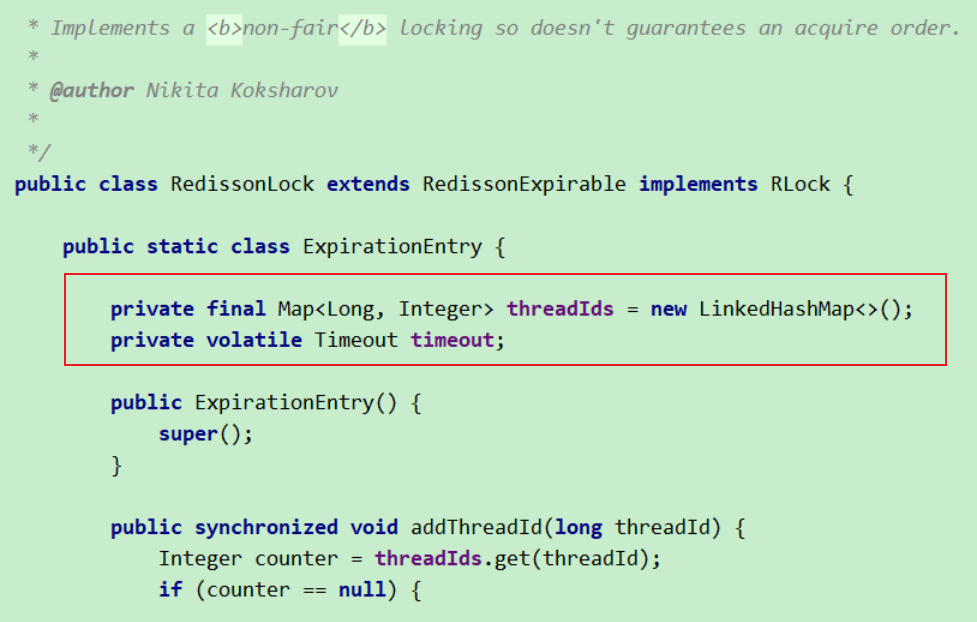 * Implements a <b>non-fair</b> locking so doesn't guarantees an acquire order.
*
* @author Nikita Koksharov
*
*/
public class RedissonLock extends RedissonExpirable implements RLock {
public static class ExpirationEntry {
private final Map<Long, Integer> threadIds = new LinkedHashMap<>();
private volatile Timeout timeout;
public ExpirationEntry() {
super();
}
public synchronized void addThreadId(long threadId) {
Integer counter = threadIds.get(threadId);
if (counter == null) {